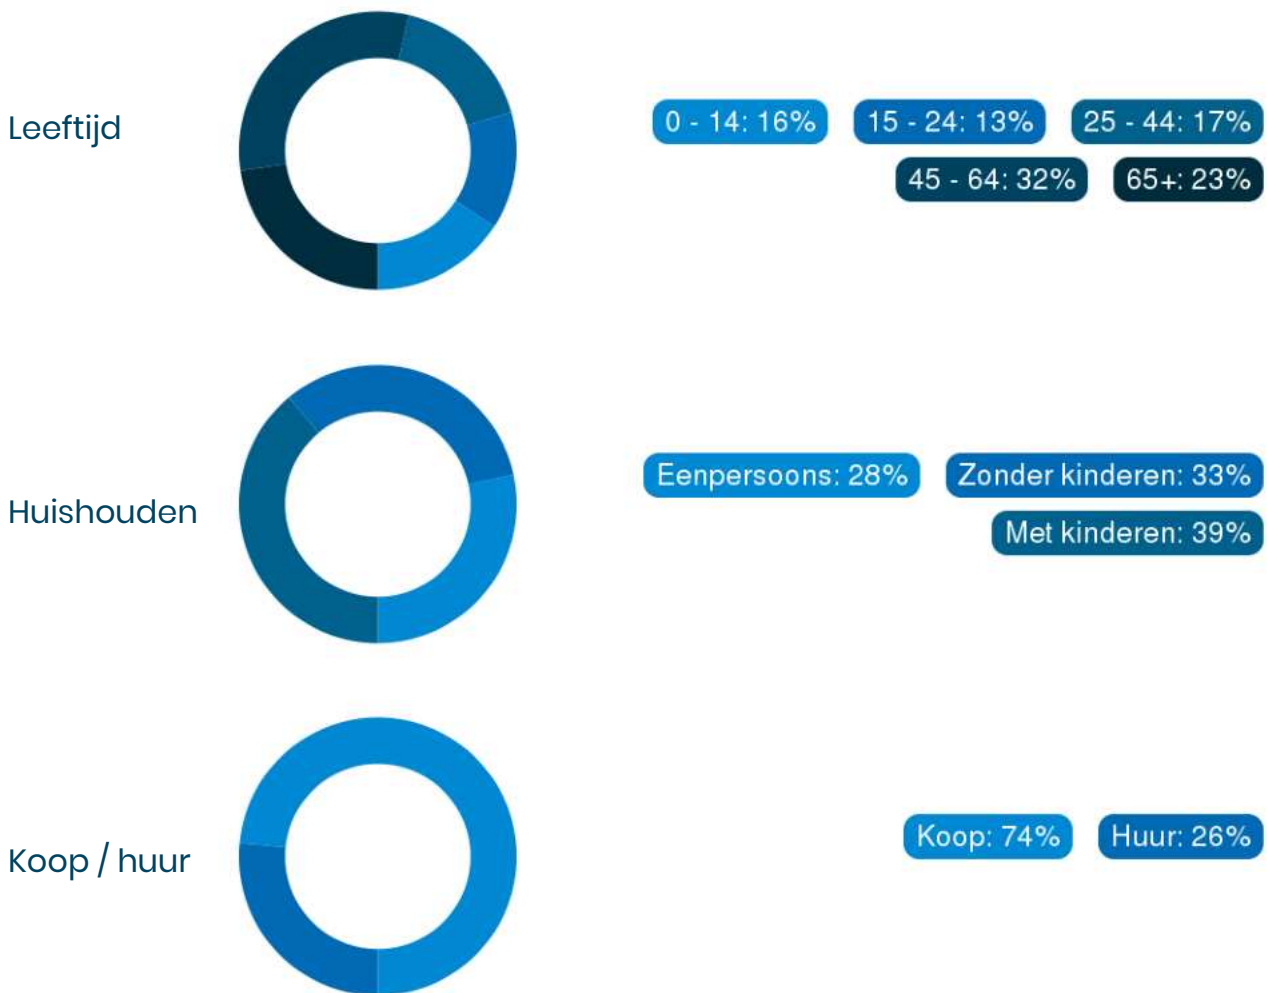 Leeftijd
0 - 14: 16% 15 - 24: 13% 25 - 44: 17%
45 - 64: 32% 65+: 23%
Huishouden
Eenpersoons: 28% Zonder kinderen: 33%
Met kinderen: 39%
Koop / huur
Koop: 74% Huur: 26%